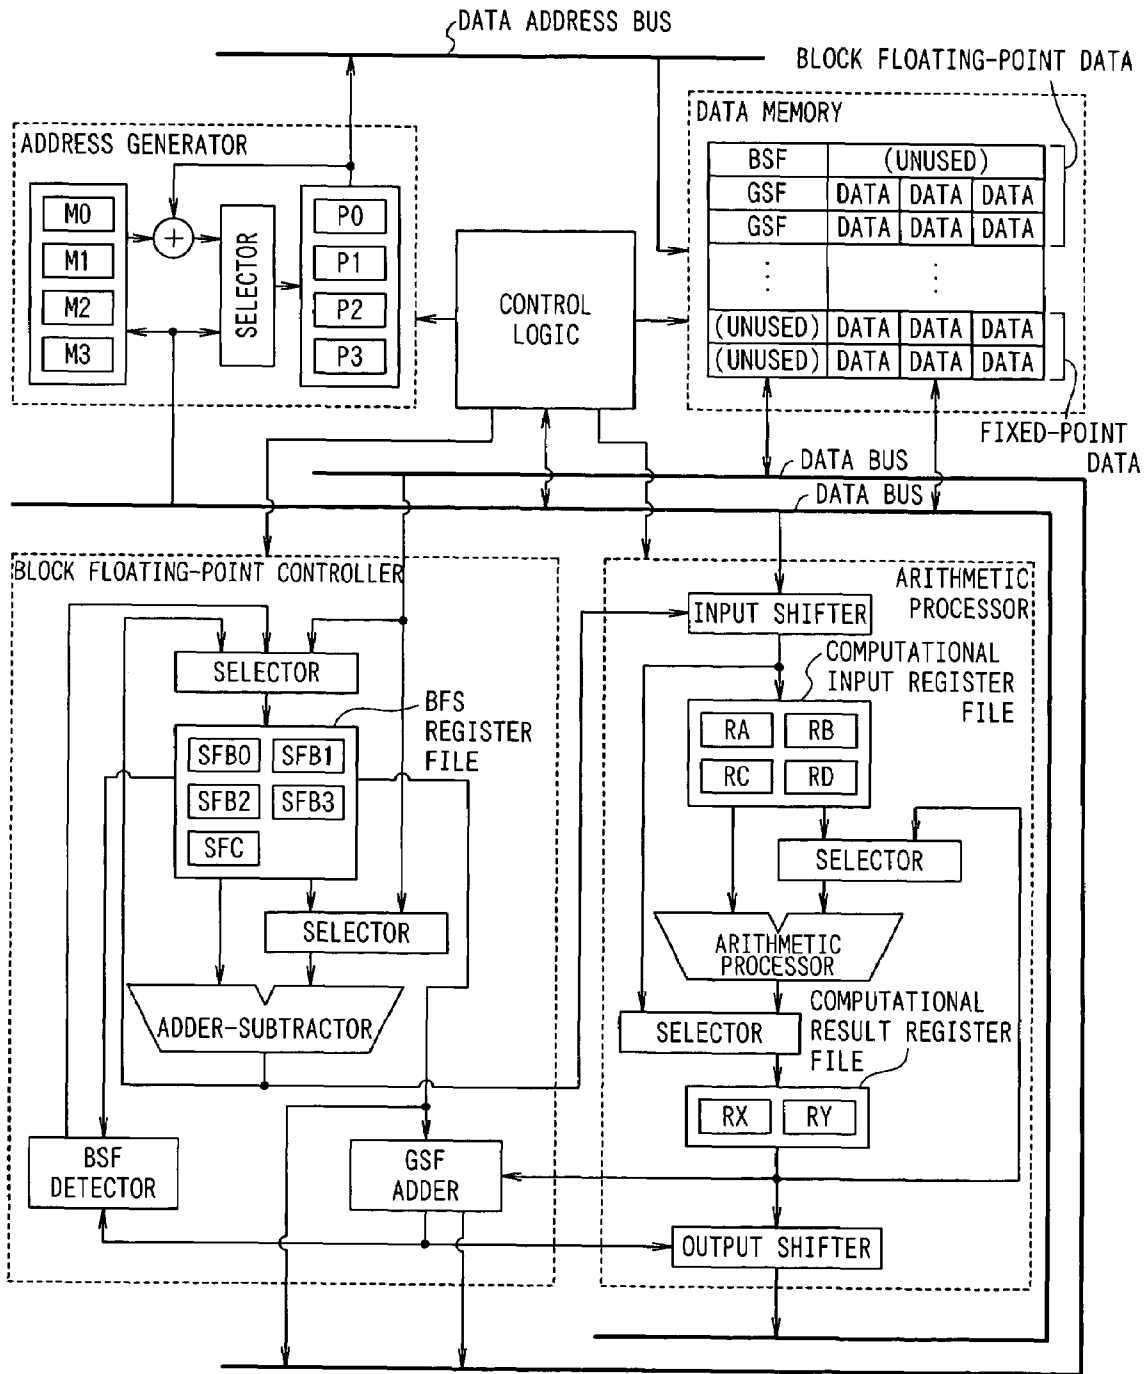 DATA ADDRESS BUS
BLOCK FLOATING-POINT DATA
ADDRESS GENERATOR
M0
M1
M2
M3
+
SELECTOR
P0
P1
P2
P3
CONTROL
LOGIC
DATA MEMORY
BSF (UNUSED)
GSF DATA DATA DATA
GSF DATA DATA DATA
(UNUSED) DATA DATA DATA
(UNUSED) DATA DATA DATA
FIXED-POINT
DATA
DATA BUS
DATA BUS
BLOCK FLOATING-POINT CONTROLLER
SELECTOR
BFS
REGISTER
FILE
SFB0 SFB1
SFB2 SFB3
SFC
SELECTOR
ADDER-SUBTRACTOR
BSF
DETECTOR
GSF
ADDER
ARITHMETIC
PROCESSOR
INPUT SHIFTER
COMPUTATIONAL
INPUT REGISTER
FILE
RA RB
RC RD
SELECTOR
ARITHMETIC
PROCESSOR
SELECTOR
COMPUTATIONAL
RESULT REGISTER
FILE
RX RY
OUTPUT SHIFTER